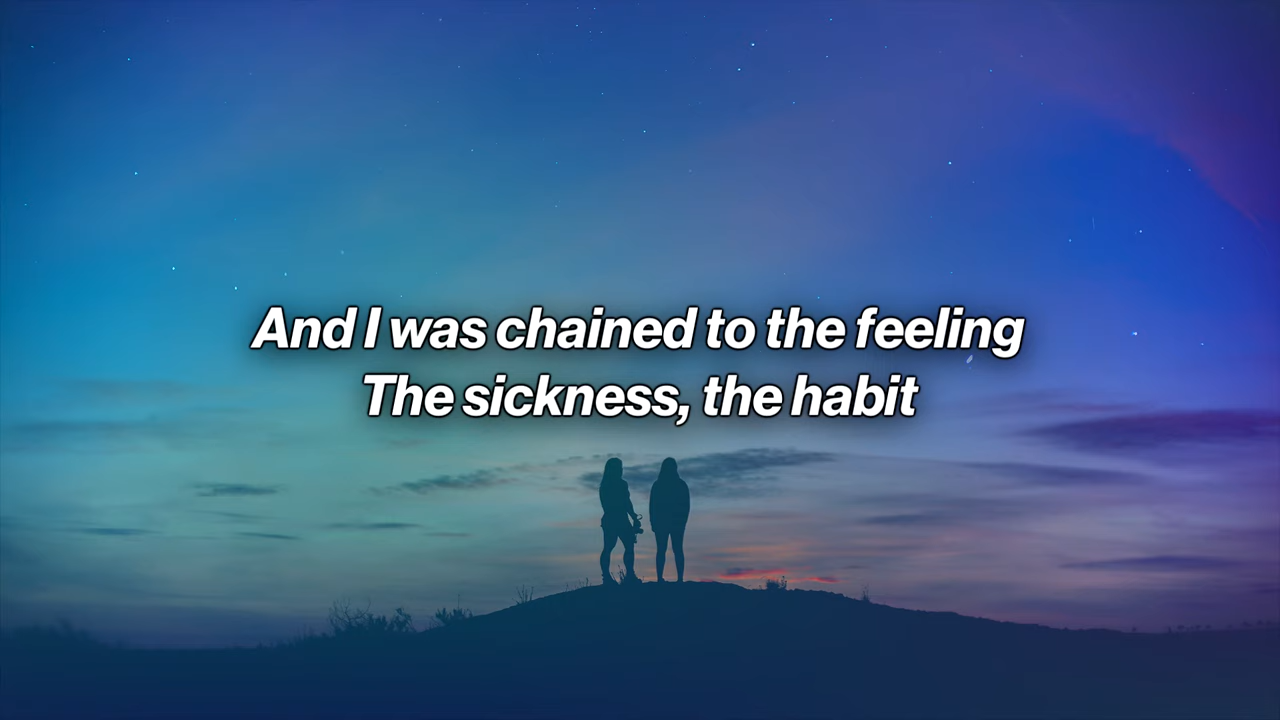 And I was chained to the feeling
The sickness, the habit